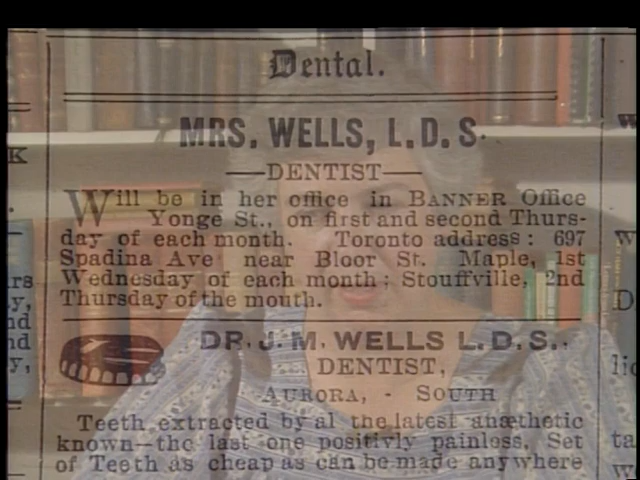 Dental.
MRS. WELLS, L. D. S.
—DENTIST—
Will be in her office in BANNER Office
Yonge St., on first and second Thurs-
day of each month. Toronto address: 697
Spadina Ave near Bloor St. Maple, 1st
Wednesday of each month: Stouffville, 2nd
Thursday of the mouth.
DR. J. M. WELLS L. D. S..
DENTIST,
AURORA, - SOUTH
Teeth extracted by al the latest anæthetic
known—the last one positivly painless. Set
of Teeth as cheap as can be made anywhere